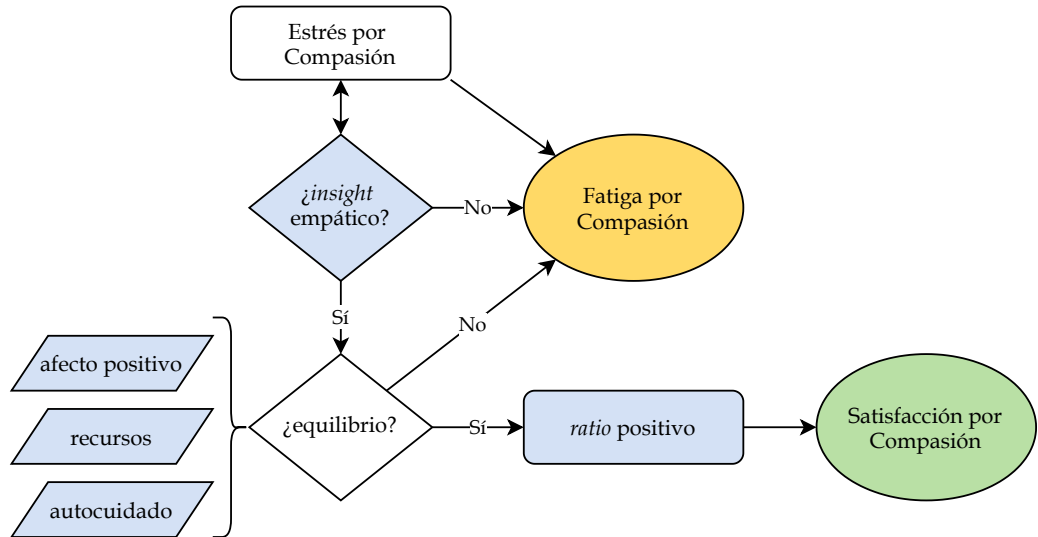 Estrés por
Compasión
¿insight
empático?
No
Fatiga por
Compasión
Sí
No
afecto positivo
recursos
autocuidado
¿equilibrio?
Sí
ratio positivo
Satisfacción por
Compasión